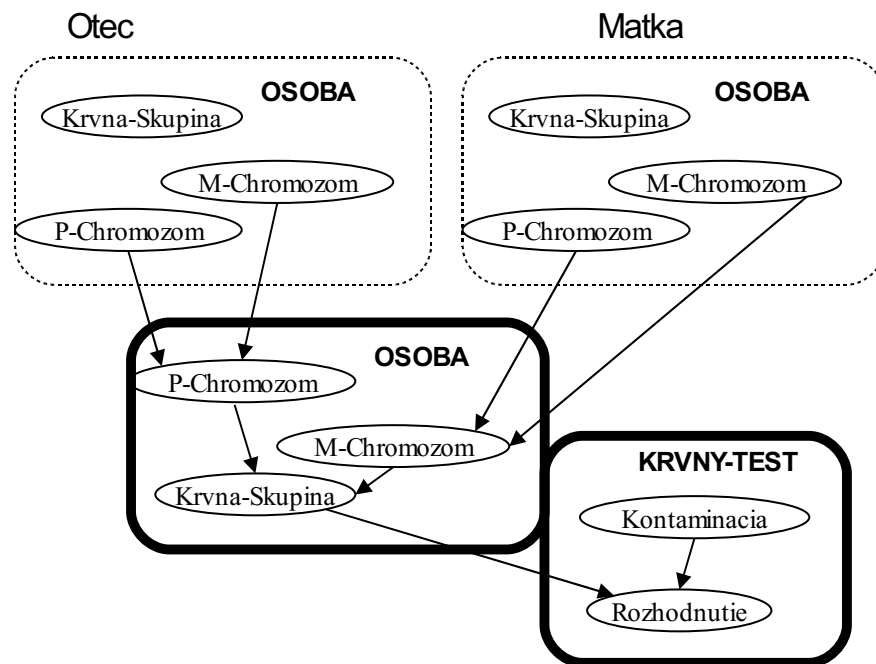 Otec
Matka
OSOBA
Krvna-Skupina
M-Chromozom
P-Chromozom
OSOBA
Krvna-Skupina
M-Chromozom
P-Chromozom
OSOBA
P-Chromozom
M-Chromozom
Krvna-Skupina
KRVNY-TEST
Kontaminacia
Rozhodnutie